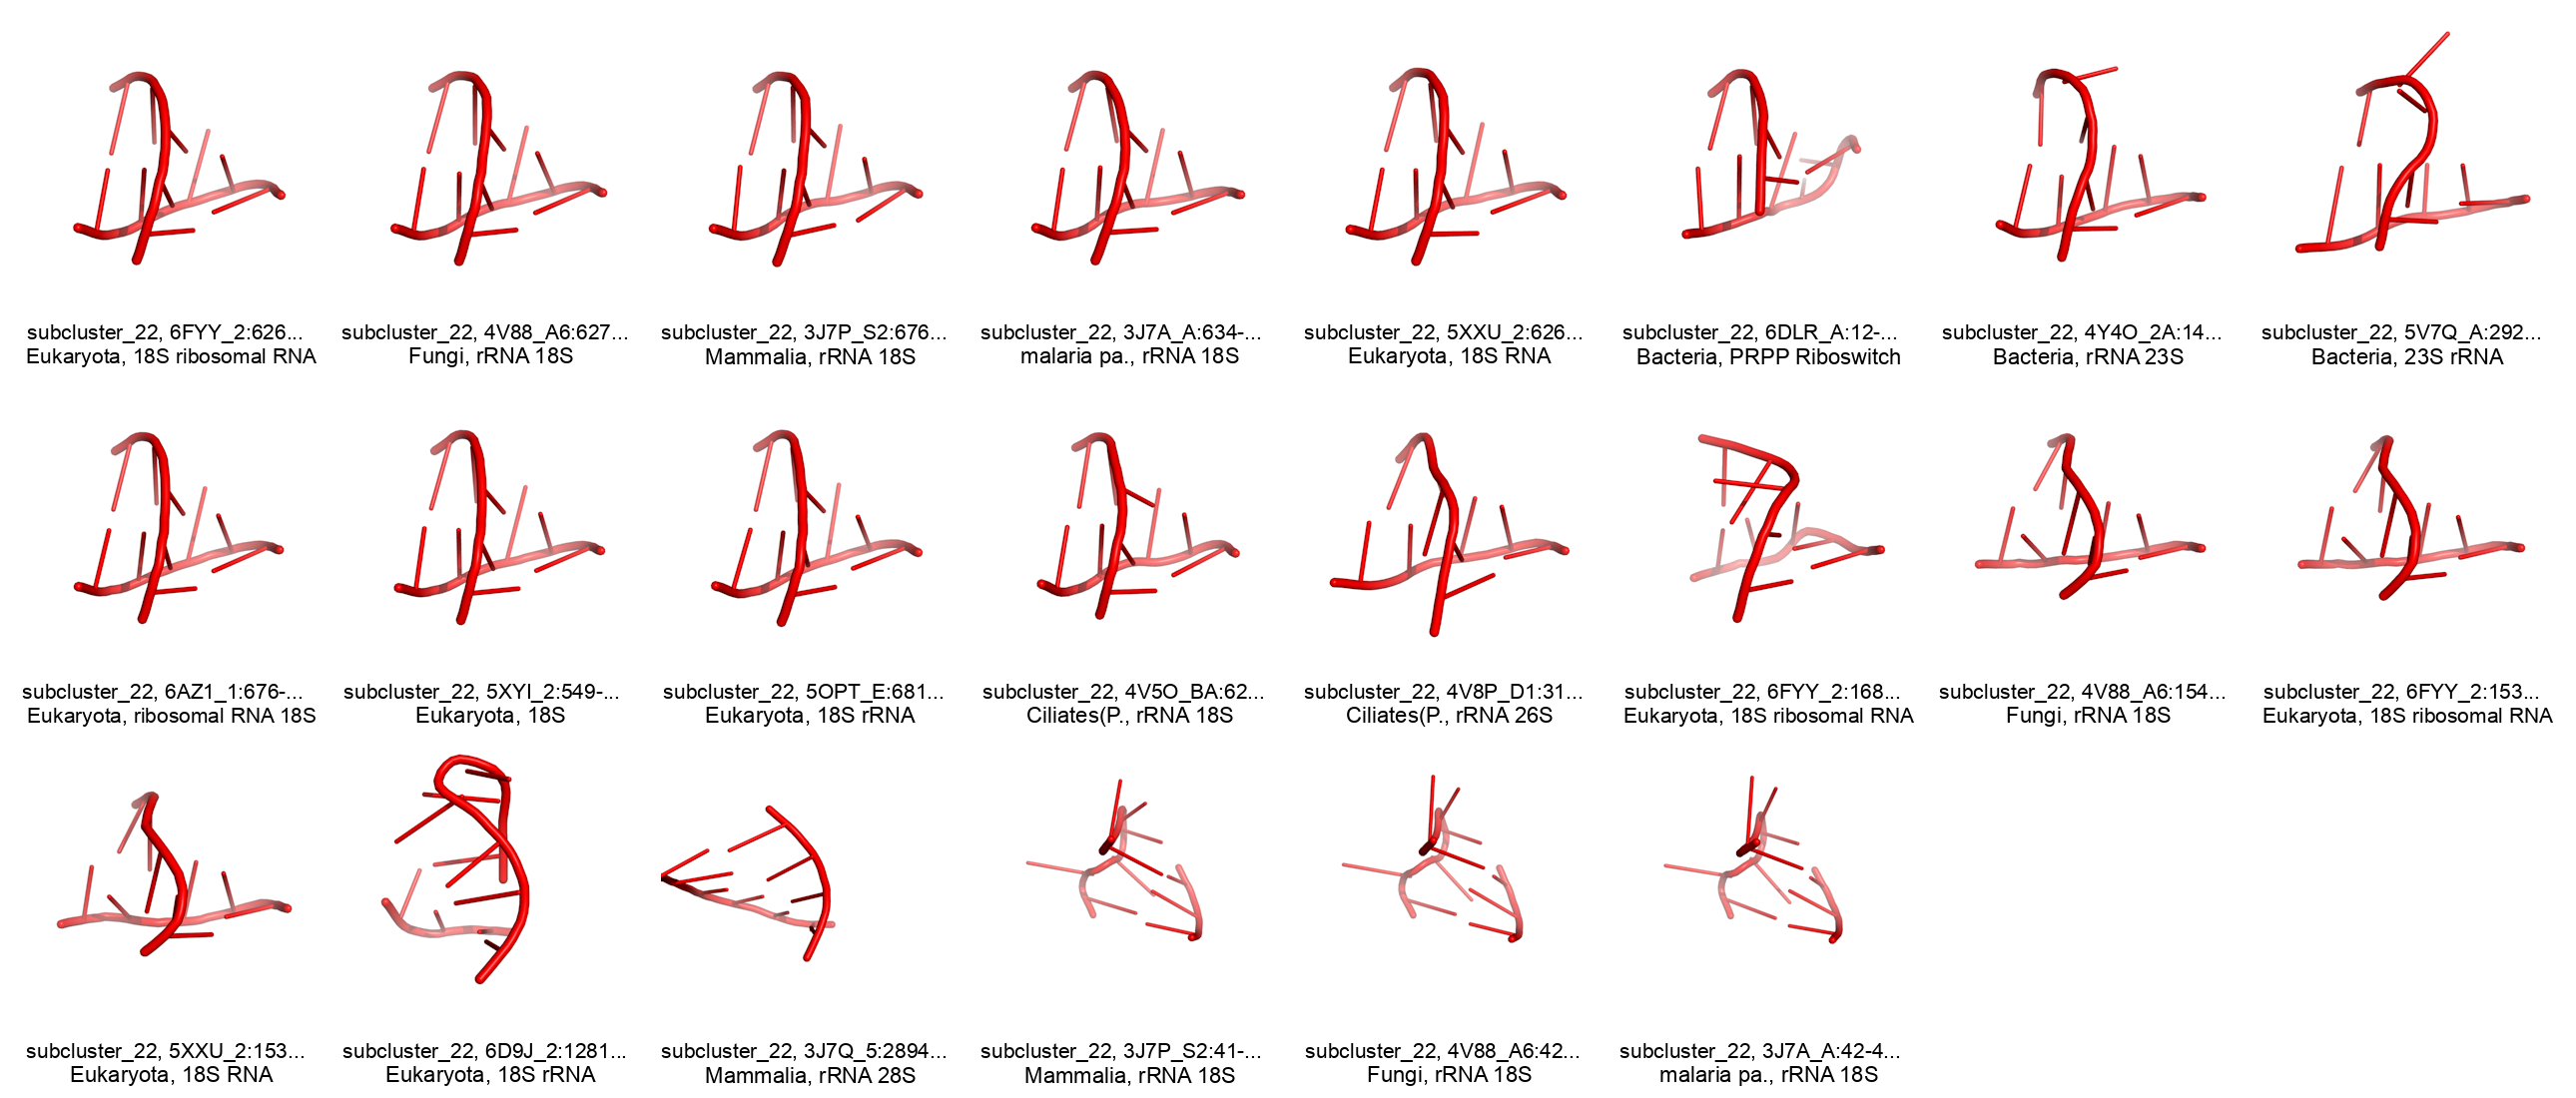 subcluster_22, 6FYY_2:626...
Eukaryota, 18S ribosomal RNA
subcluster_22, 4V88_A6:627...
Fungi, rRNA 18S
subcluster_22, 3J7P_S2:676...
Mammalia, rRNA 18S
subcluster_22, 3J7A_A:634-...
malaria pa., rRNA 18S
subcluster_22, 5XXU_2:626...
Eukaryota, 18S RNA
subcluster_22, 6DLR_A:12-...
Bacteria, PRPP Riboswitch
subcluster_22, 4Y4O_2A:14...
Bacteria, rRNA 23S
subcluster_22, 5V7Q_A:292...
Bacteria, 23S rRNA
subcluster_22, 6AZ1_1:676-...
Eukaryota, ribosomal RNA 18S
subcluster_22, 5XYI_2:549-...
Eukaryota, 18S
subcluster_22, 5OPT_E:681...
Eukaryota, 18S rRNA
subcluster_22, 4V5O_BA:62...
Ciliates(P., rRNA 18S
subcluster_22, 4V8P_D1:31...
Ciliates(P., rRNA 26S
subcluster_22, 6FYY_2:168...
Eukaryota, 18S ribosomal RNA
subcluster_22, 4V88_A6:154...
Fungi, rRNA 18S
subcluster_22, 6FYY_2:153...
Eukaryota, 18S ribosomal RNA
subcluster_22, 5XXU_2:153...
Eukaryota, 18S RNA
subcluster_22, 6D9J_2:1281...
Eukaryota, 18S rRNA
subcluster_22, 3J7Q_5:2894...
Mammalia, rRNA 28S
subcluster_22, 3J7P_S2:41-...
Mammalia, rRNA 18S
subcluster_22, 4V88_A6:42...
Fungi, rRNA 18S
subcluster_22, 3J7A_A:42-4...
malaria pa., rRNA 18S